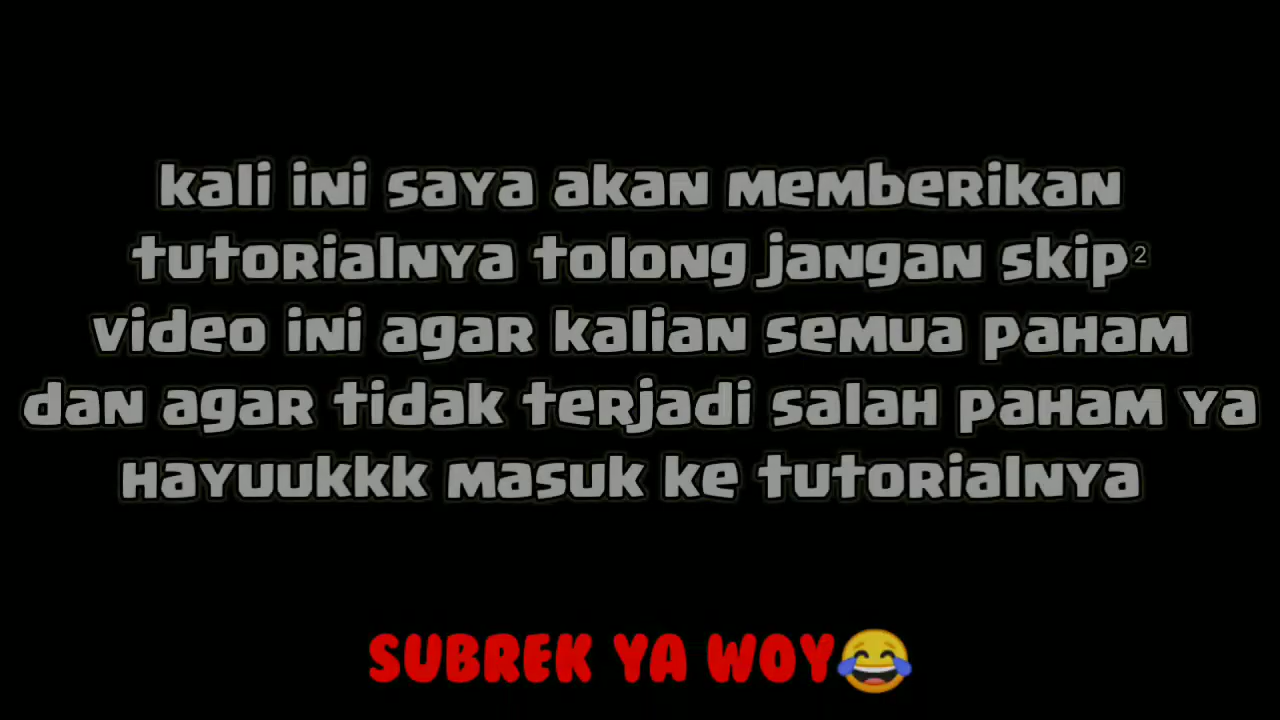 kali ini saya akan memberikan
tutorialnya tolong jangan skip²
video ini agar kalian semua paham
dan agar tidak terjadi salah paham ya
hayuukkk masuk ke tutorialnya
SUBREK YA WOY😂